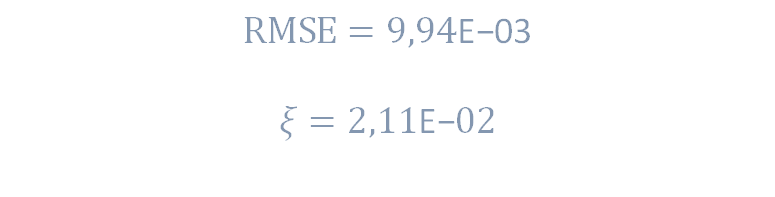 RMSE = 9,94E−03
ξ = 2,11E−02